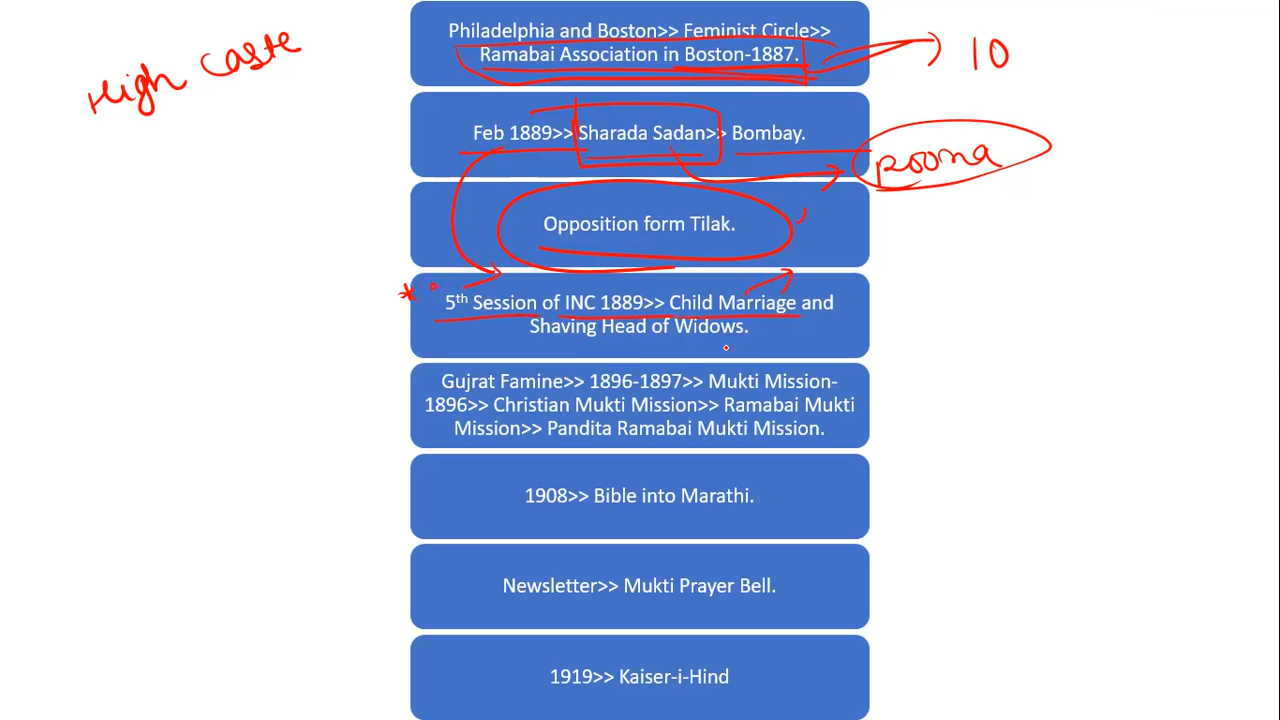 High Caste
Philadelphia and Boston>> Feminist Circle>>
Ramabai Association in Boston-1887.
10
Feb 1889>> Sharada Sadan>> Bombay.
poona
Opposition form Tilak.
5th Session of INC 1889>> Child Marriage and
Shaving Head of Widows.
Gujrat Famine>> 1896-1897>> Mukti Mission-
1896>> Christian Mukti Mission>> Ramabai Mukti
Mission>> Pandita Ramabai Mukti Mission.
1908>> Bible into Marathi.
Newsletter>> Mukti Prayer Bell.
1919>> Kaiser-i-Hind